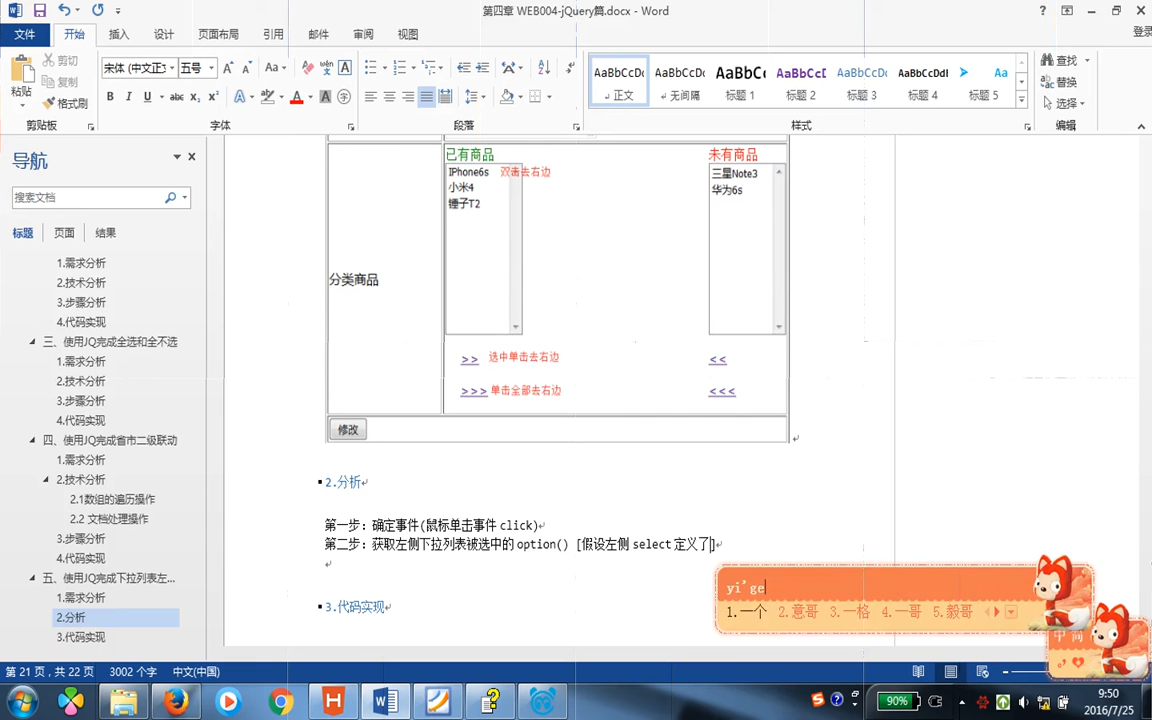 第四章 WEB004-jQuery篇.docx - Word
文件 开始 插入 设计 页面布局 引用 邮件 审阅 视图 登录
剪切 复制 格式刷 粘贴
宋体 (中文正 五号 Aa
B I U abc x₂ x² A A A
AaBbCcDc AaBbCcDc AaBbC AaBbC AaBbCcDc AaBbCcDdE Aa
正文 无间隔 标题 1 标题 2 标题 3 标题 4 标题 5
查找 替换 选择
剪贴板 字体 段落 样式 编辑
导航
搜索文档
标题 页面 结果
1.需求分析
2.技术分析
3.步骤分析
4.代码实现
三、使用JQ完成全选和全不选
1.需求分析
2.技术分析
3.步骤分析
4.代码实现
四、使用JQ完成省市二级联动
1.需求分析
2.技术分析
2.1数组的遍历操作
2.2 文档处理操作
3.步骤分析
4.代码实现
五、使用JQ完成下拉列表左...
1.需求分析
2.分析
3.代码实现
已有商品 未有商品
IPhone6s 双击去右边 三星Note3
小米4 华为6s
锤子T2
分类商品
>> 选中单击去右边 <<
>>> 单击全部去右边 <<<
修改
2.分析
第一步：确定事件(鼠标单击事件 click)
第二步：获取左侧下拉列表被选中的 option() [假设左侧 select 定义了]
3.代码实现
yi'ge
1.一个 2.意哥 3.一格 4.一哥 5.毅哥
中 简
第 21 页，共 22 页 3002 个字 中文(中国)
90%
9:50
2016/7/25